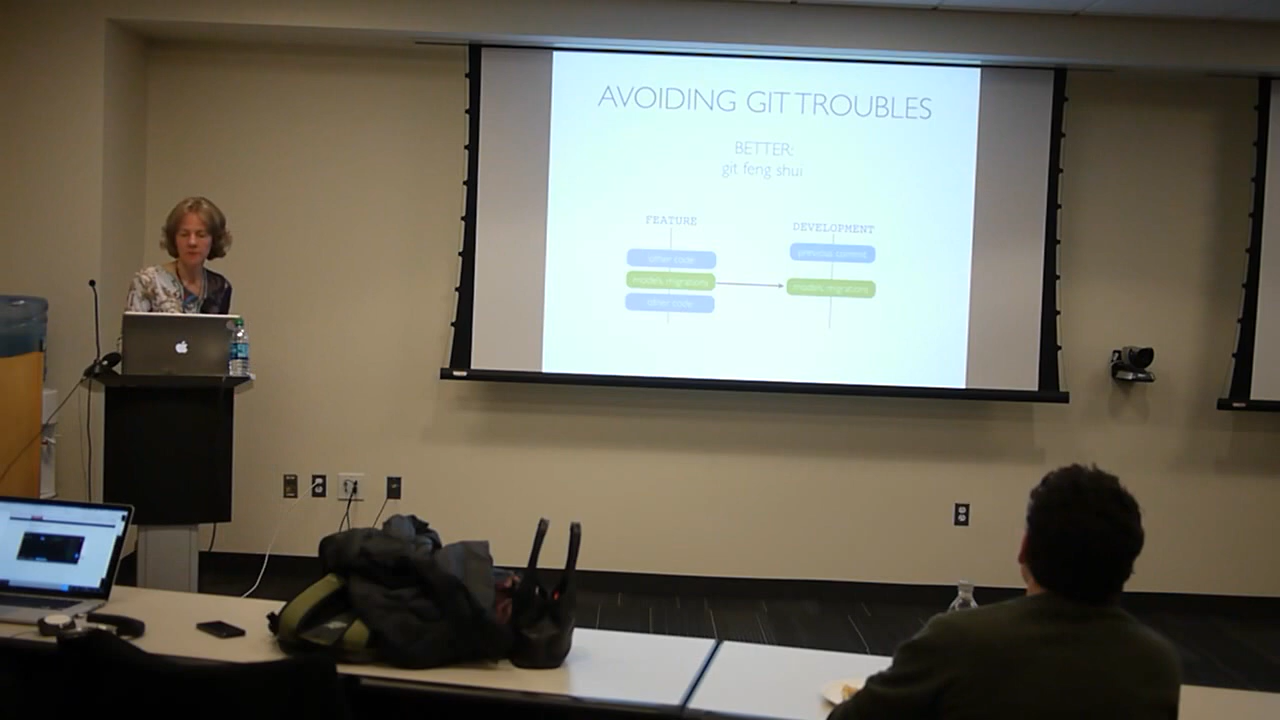 AVOIDING GIT TROUBLES
BETTER:
git feng shui
FEATURE
DEVELOPMENT
other code
previous commit
models, migrations
models, migrations
other code